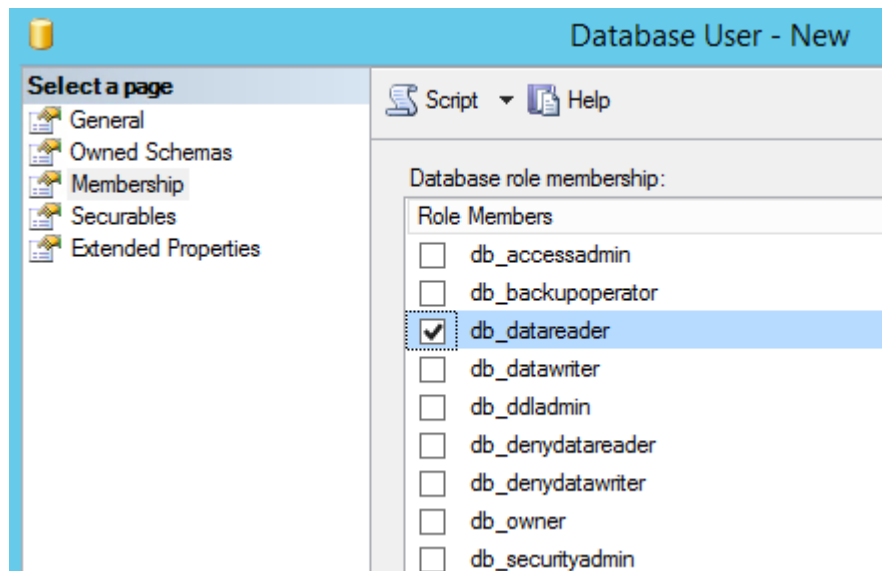 Database User - New
Select a page
General
Owned Schemas
Membership
Securables
Extended Properties
Script
Help
Database role membership:
Role Members
db_accessadmin
db_backupoperator
db_datareader
db_datawriter
db_ddladmin
db_denydatareader
db_denydatawriter
db_owner
db_securityadmin